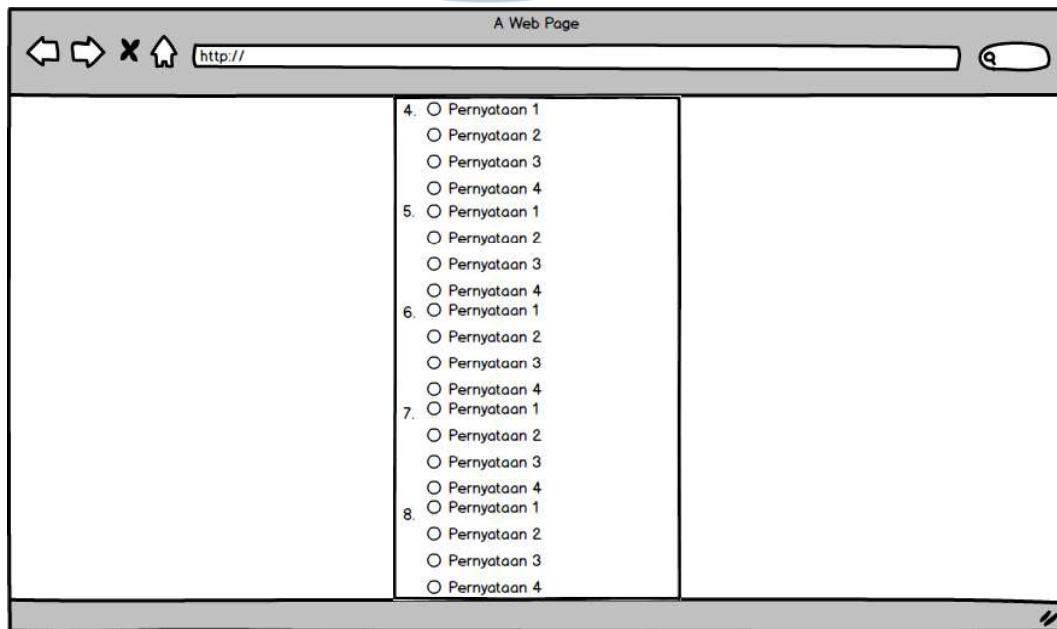 A Web Page
http://
4. Pernyataan 1
Pernyataan 2
Pernyataan 3
Pernyataan 4
5. Pernyataan 1
Pernyataan 2
Pernyataan 3
Pernyataan 4
6. Pernyataan 1
Pernyataan 2
Pernyataan 3
Pernyataan 4
7. Pernyataan 1
Pernyataan 2
Pernyataan 3
Pernyataan 4
8. Pernyataan 1
Pernyataan 2
Pernyataan 3
Pernyataan 4